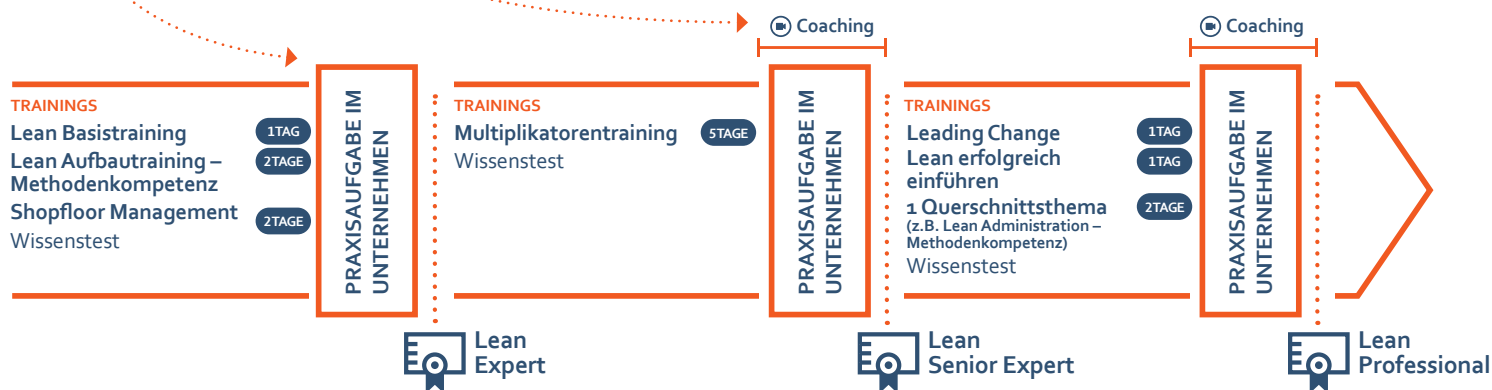 Coaching
Coaching
TRAININGS
Lean Basistraining
1TAG
Lean Aufbautraining –
Methodenkompetenz
2TAGE
Shopfloor Management
2TAGE
Wissenstest
PRAXISAUFGABE IM
UNTERNEHMEN
TRAININGS
Multiplikatorentraining
5TAGE
Wissenstest
PRAXISAUFGABE IM
UNTERNEHMEN
TRAININGS
Leading Change
1TAG
Lean erfolgreich
einführen
1TAG
1 Querschnittsthema
2TAGE
(z.B. Lean Administration –
Methodenkompetenz)
Wissenstest
PRAXISAUFGABE IM
UNTERNEHMEN
Lean
Expert
Lean
Senior Expert
Lean
Professional